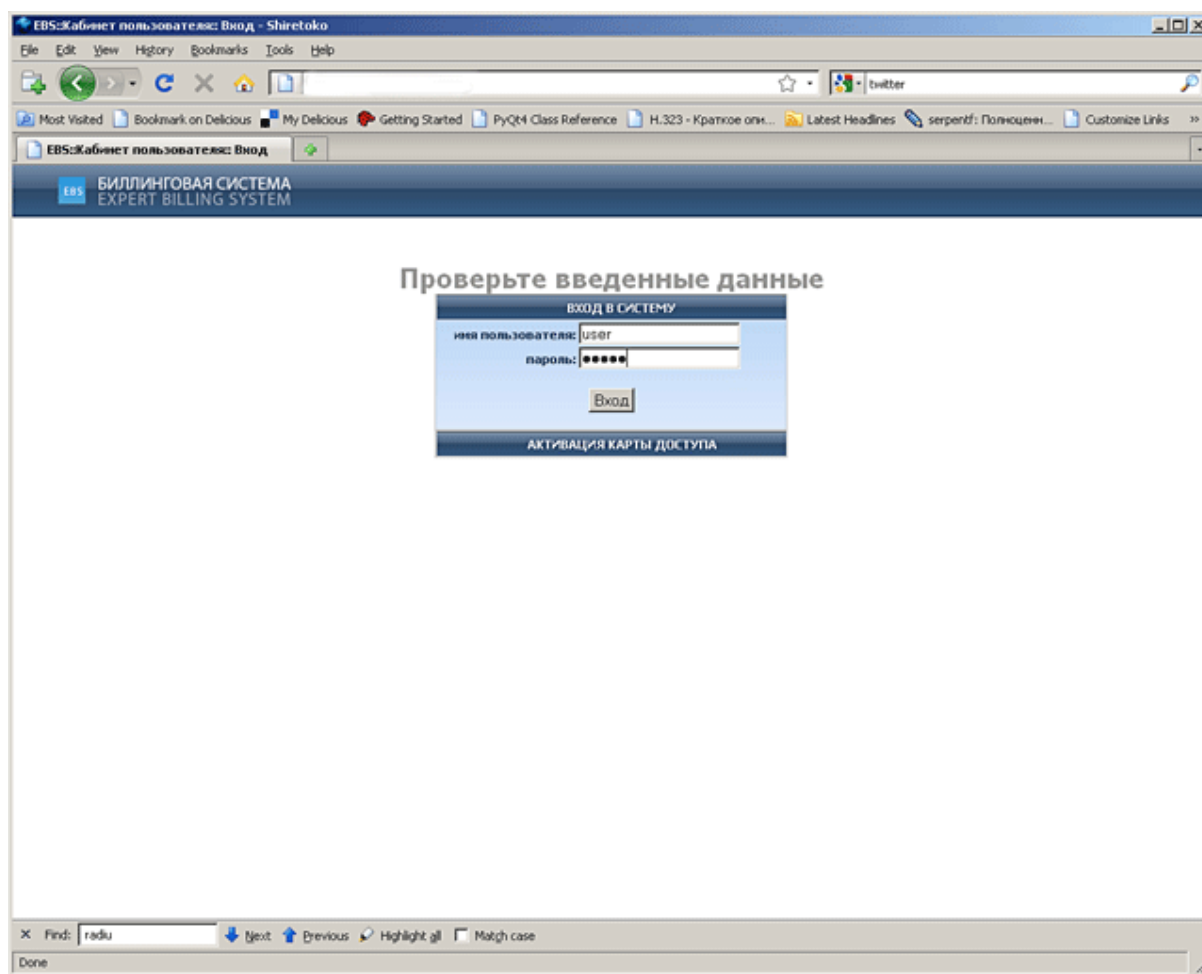 EBS::Кабинет пользователя:: Вход - Shiretoko
File Edit View History Bookmarks Tools Help
twitter
Most Visited Bookmark on Delicious My Delicious Getting Started PyQt4 Class Reference H.323 - Краткое опи... Latest Headlines serpentf: Полноценн... Customize Links »
EBS::Кабинет пользователя:: Вход
EBS
БИЛЛИНГОВАЯ СИСТЕМА
EXPERT BILLING SYSTEM
Проверьте введенные данные
ВХОД В СИСТЕМУ
имя пользователя: user
пароль: •••••
Вход
АКТИВАЦИЯ КАРТЫ ДОСТУПА
Find: radiu Next Previous Highlight all Match case
Done